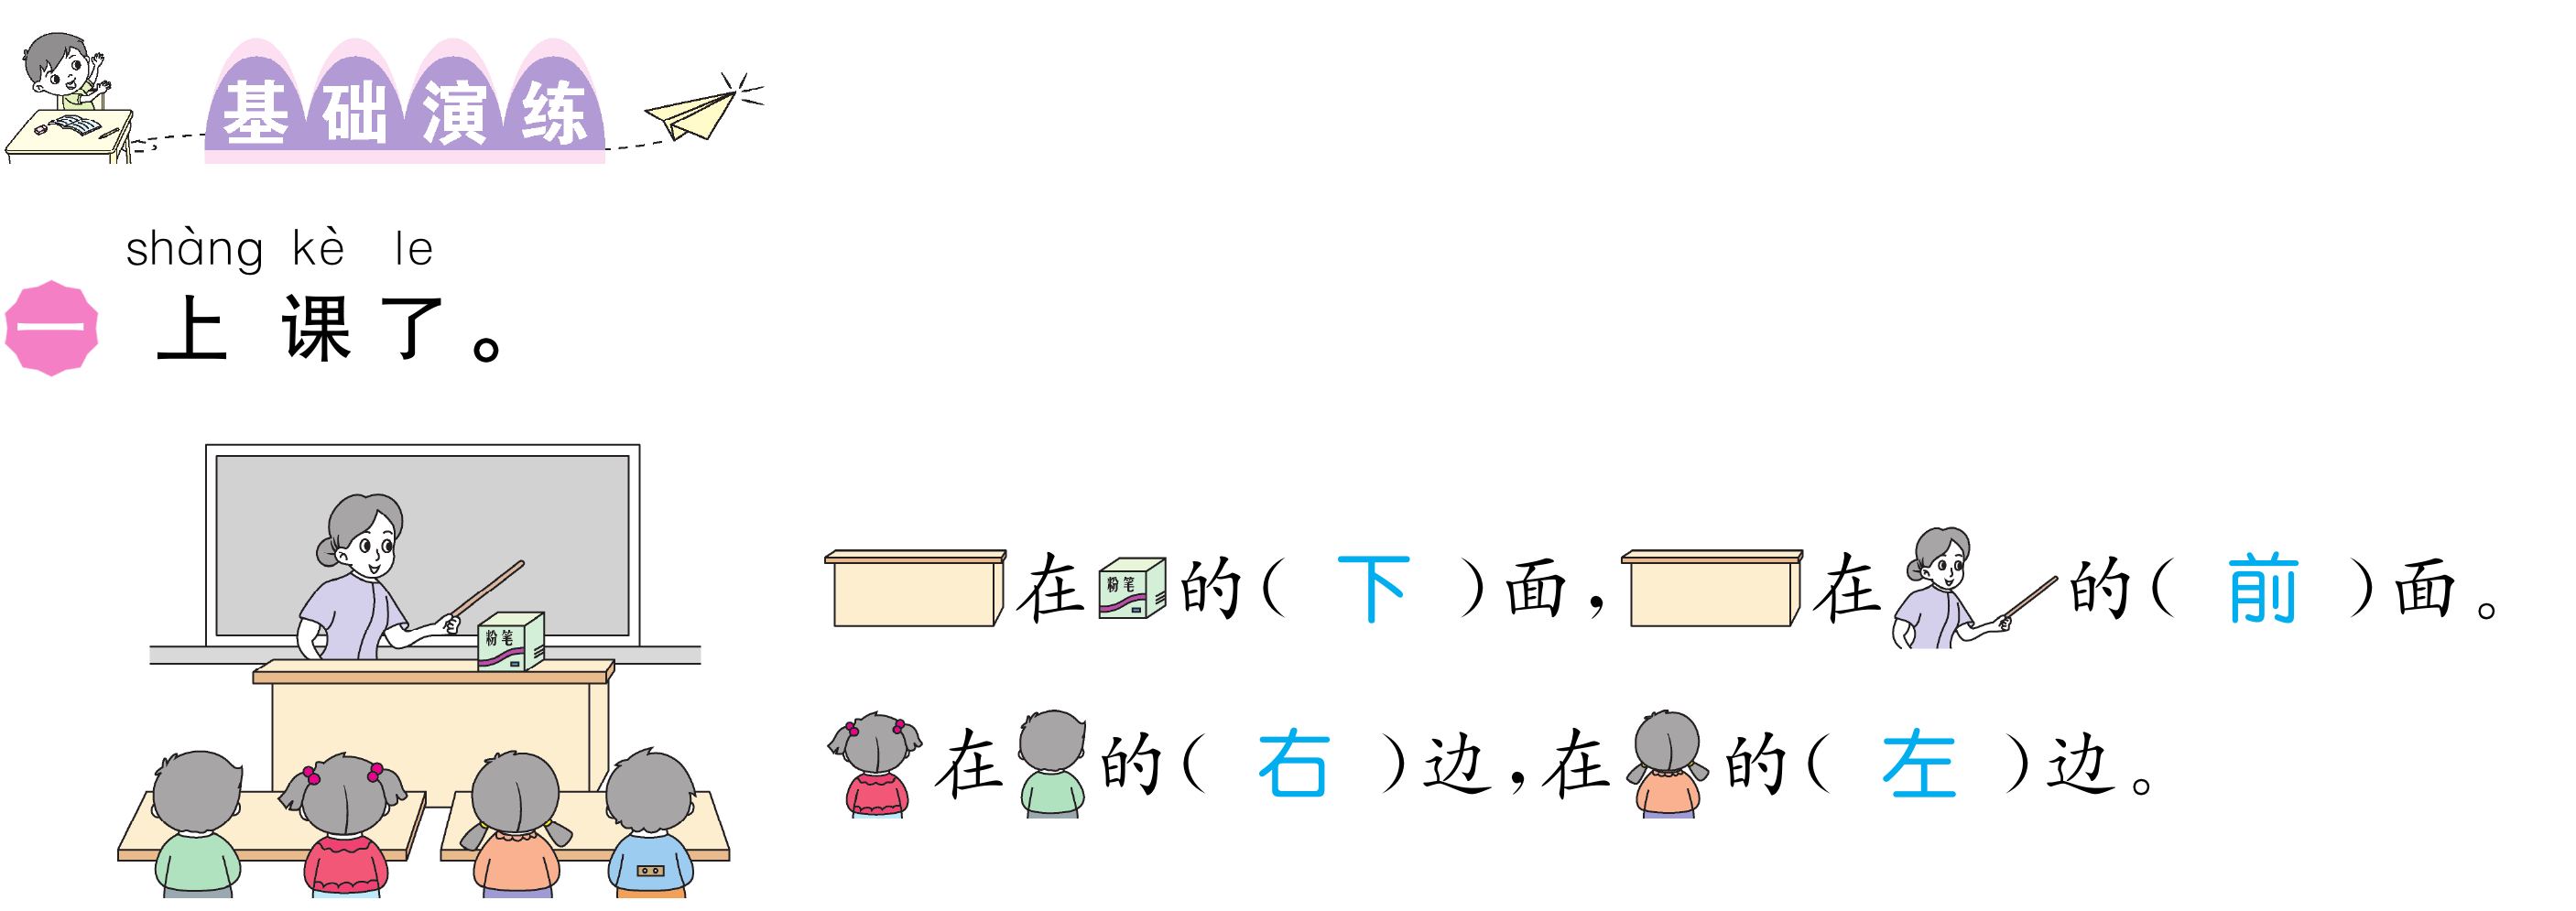 基础演练
shàng kè le
一 上课了。
粉笔
在 粉笔 的( 下 )面, 在 的( 前 )面。
在 的( 右 )边,在 的( 左 )边。